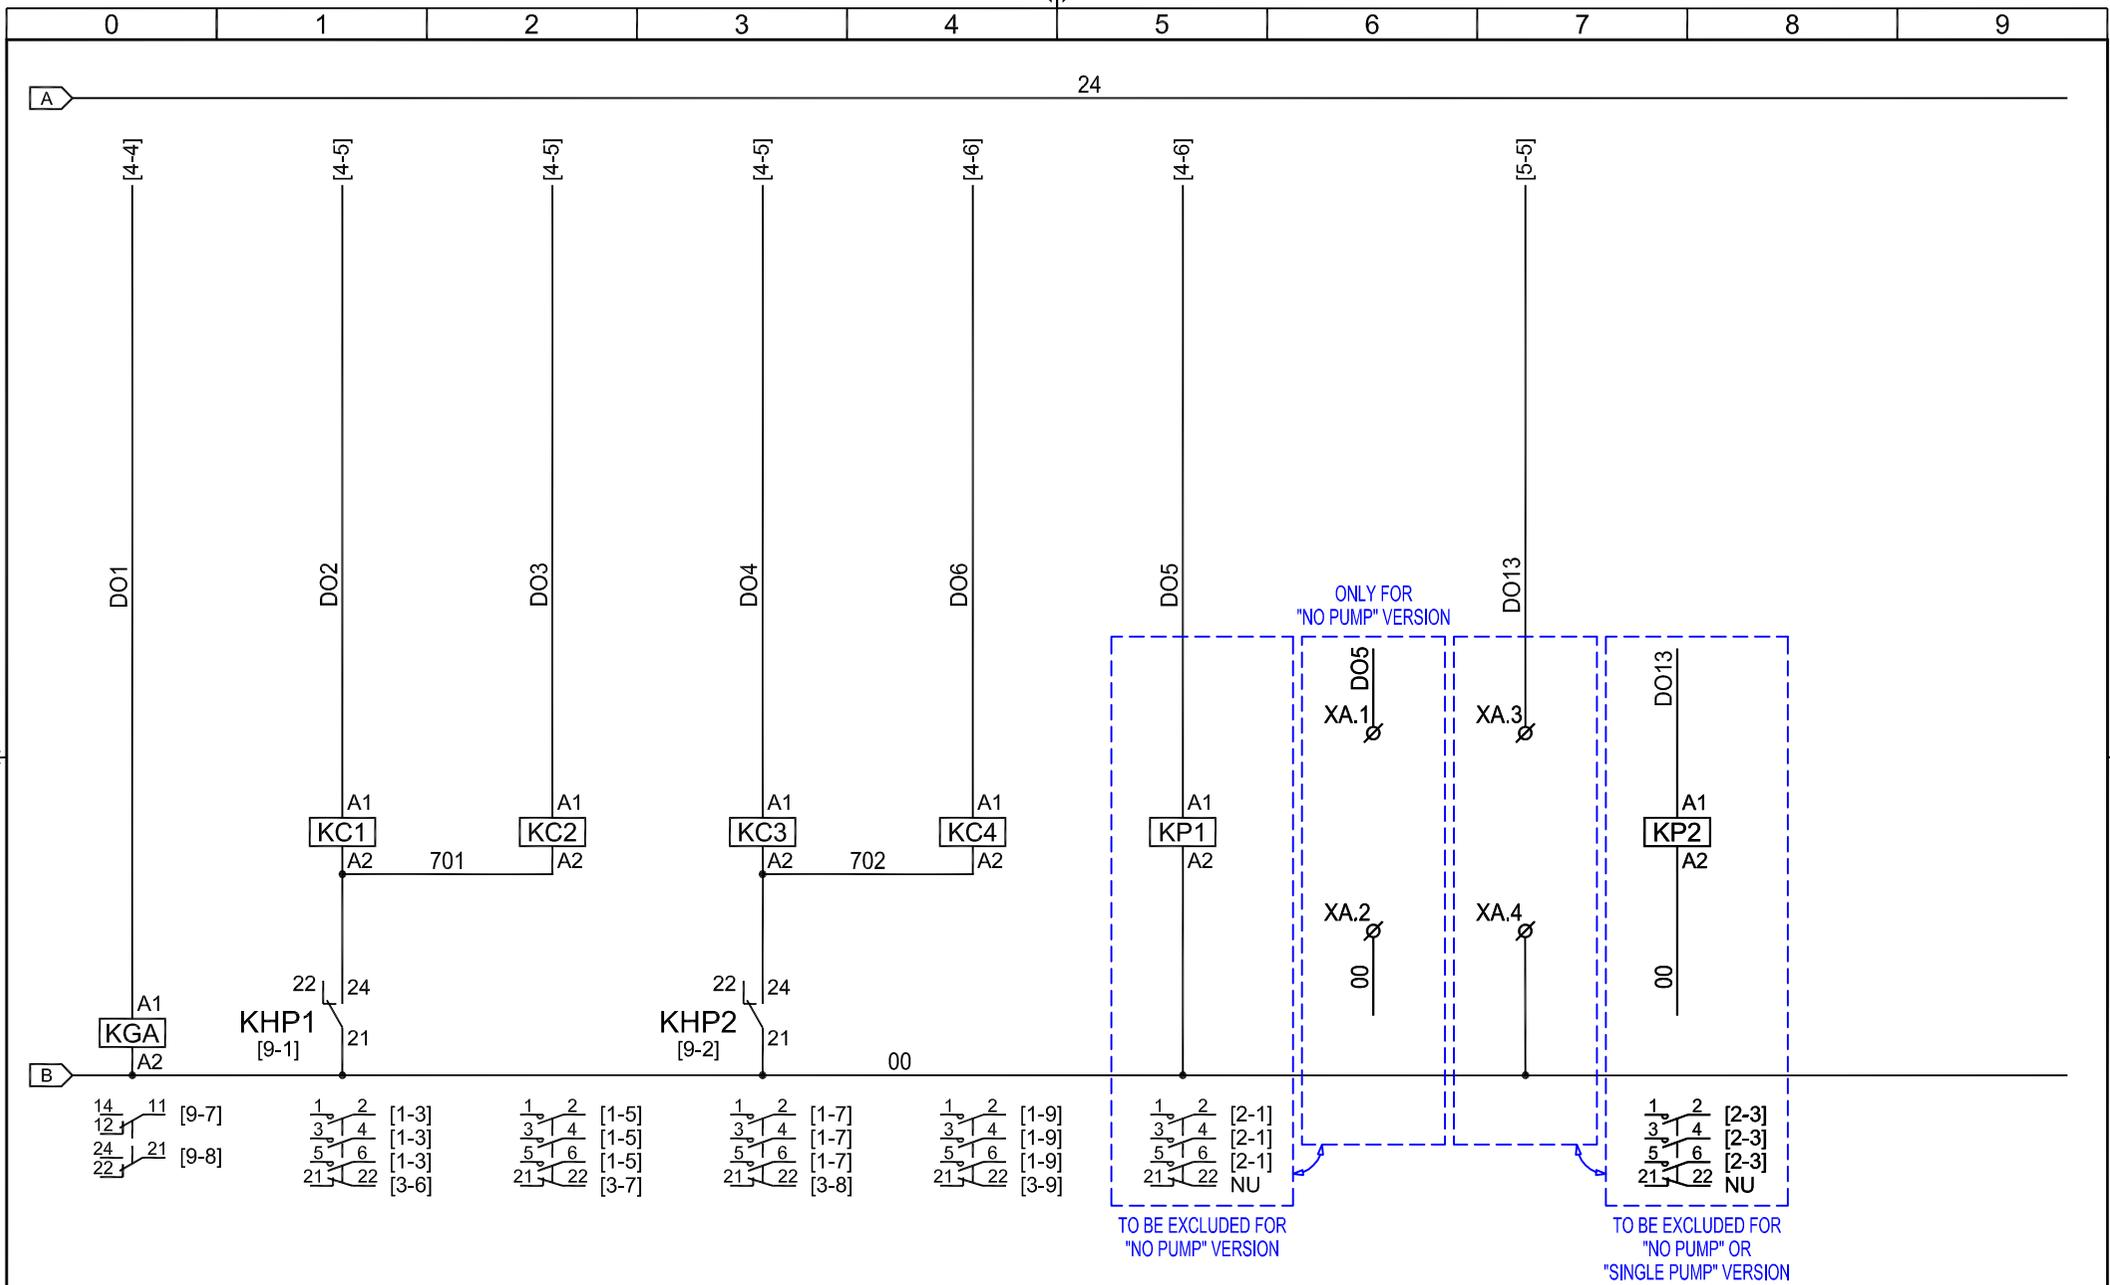 0 1 2 3 4 5 6 7 8 9
A 24
[4-4] [4-5] [4-5] [4-5] [4-6] [4-6] [5-5]
DO1 DO2 DO3 DO4 DO6 DO5 DO13
ONLY FOR
"NO PUMP" VERSION
DO5 DO13
XA.1 XA.3
A1 A1 A1 A1 A1 A1
KC1 KC2 KC3 KC4 KP1 KP2
A2 701 A2 A2 702 A2 A2 A2
XA.2 XA.4
00 00
22 24 22 24
A1
KGA KHP1 KHP2
21 21
[9-1] [9-2]
A2 00
B
14 11 [9-7] 1 2 [1-3] 1 2 [1-5] 1 2 [1-7] 1 2 [1-9] 1 2 [2-1] 1 2 [2-3]
12 3 4 [1-3] 3 4 [1-5] 3 4 [1-7] 3 4 [1-9] 3 4 [2-1] 3 4 [2-3]
24 21 [9-8] 5 6 [1-3] 5 6 [1-5] 5 6 [1-7] 5 6 [1-9] 5 6 [2-1] 5 6 [2-3]
22 21 22 [3-6] 21 22 [3-7] 21 22 [3-8] 21 22 [3-9] 21 22 NU 21 22 NU
TO BE EXCLUDED FOR
"NO PUMP" VERSION
TO BE EXCLUDED FOR
"NO PUMP" OR
"SINGLE PUMP" VERSION